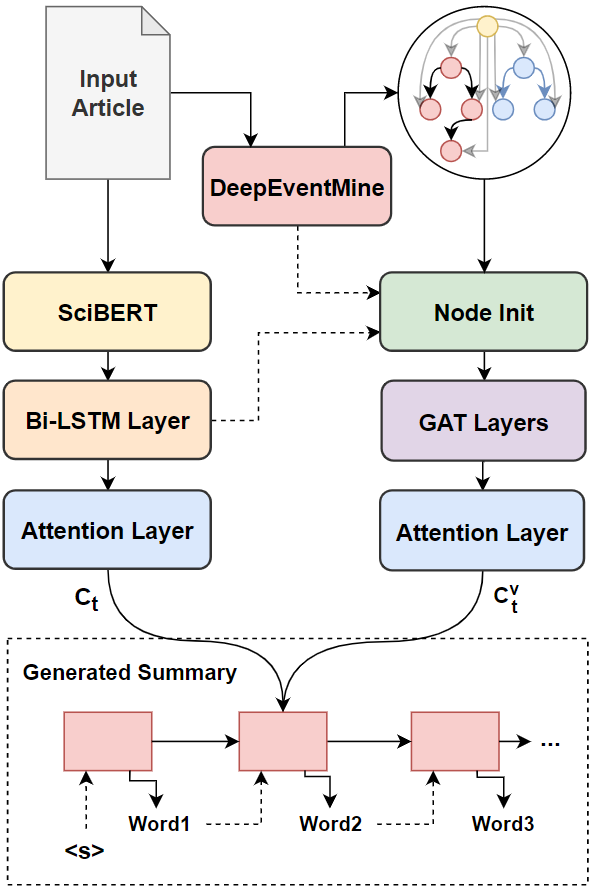 Input
Article
DeepEventMine
SciBERT
Node Init
Bi-LSTM Layer
GAT Layers
Attention Layer
Attention Layer
C_t
C_t^v
Generated Summary
...
Word1
Word2
Word3
<s>